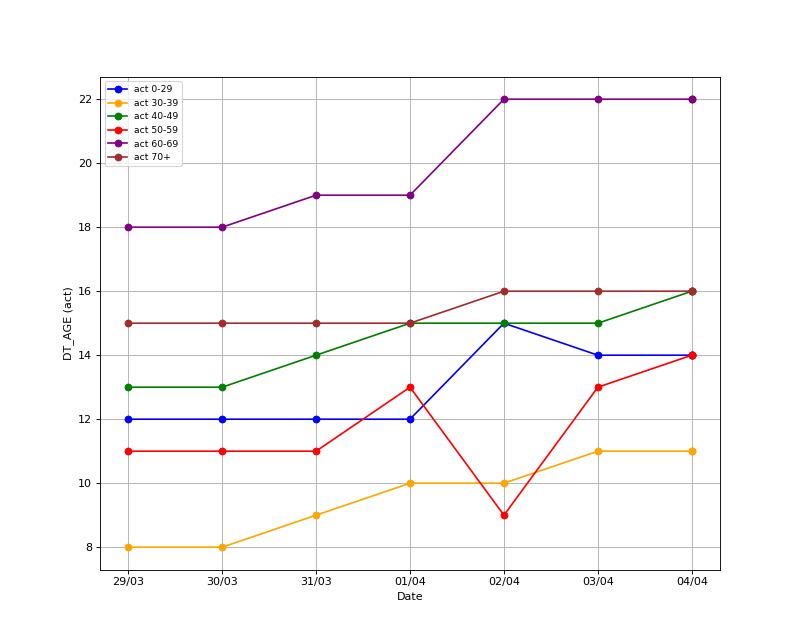 act 0-29
act 30-39
act 40-49
act 50-59
act 60-69
act 70+
DT_AGE (act)
22
20
18
16
14
12
10
8
29/03 30/03 31/03 01/04 02/04 03/04 04/04
Date